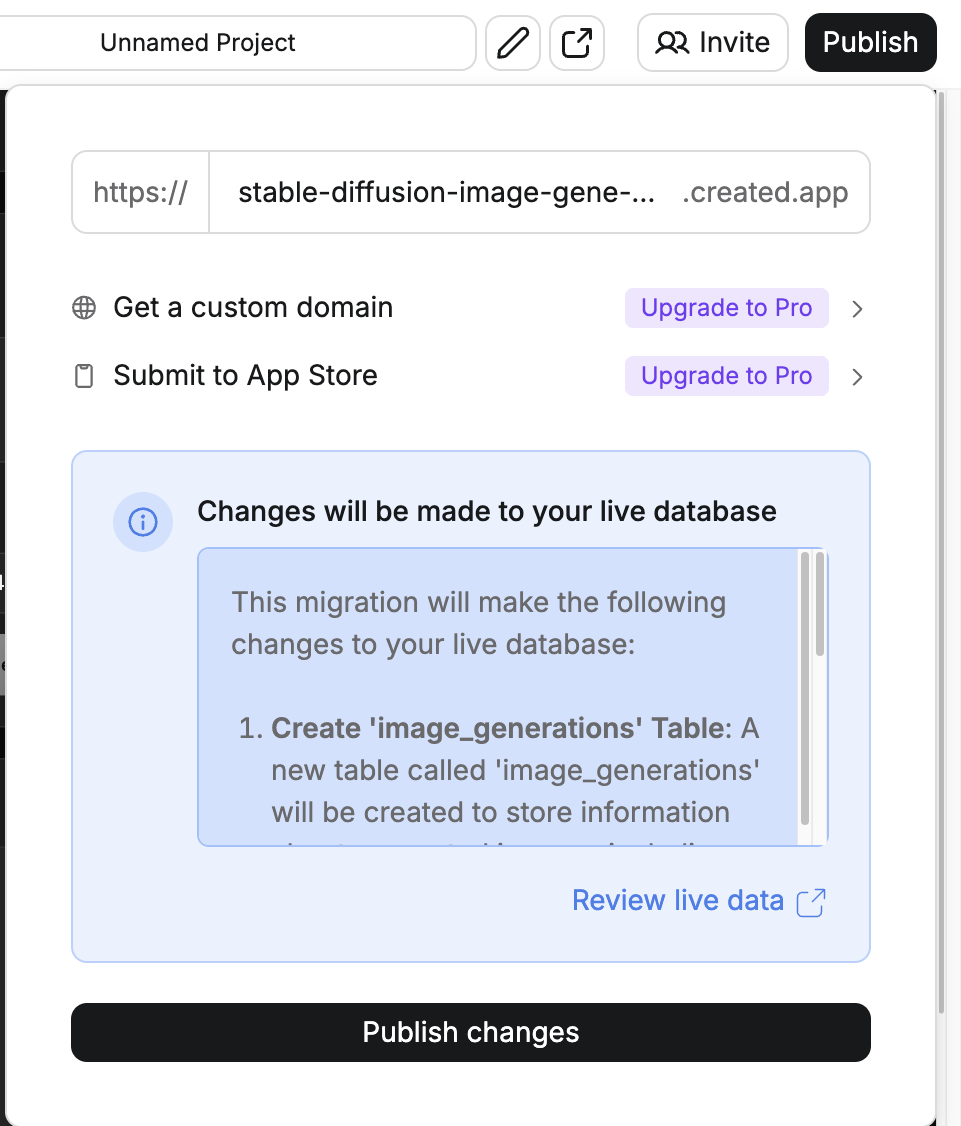 Unnamed Project
Invite
Publish
https://
stable-diffusion-image-gene-...
.created.app
Get a custom domain
Upgrade to Pro
Submit to App Store
Upgrade to Pro
Changes will be made to your live database
This migration will make the following
changes to your live database:
1. Create 'image_generations' Table: A
new table called 'image_generations'
will be created to store information
Review live data
Publish changes